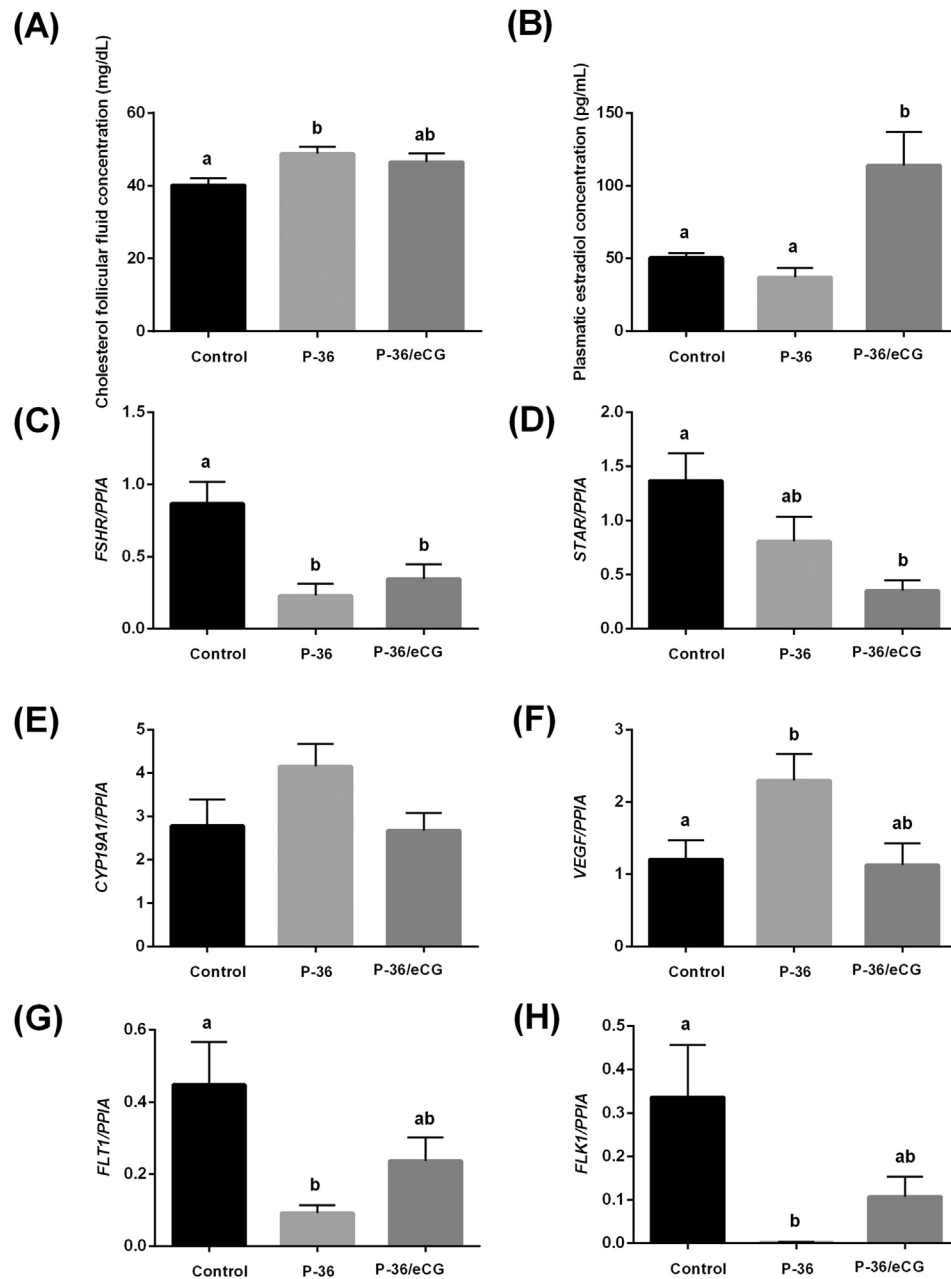 (A)
Cholesterol follicular fluid concentration (mg/dL)
60
40
20
0
a
b
ab
Control
P-36
P-36/eCG
(B)
Plasmatic estradiol concentration (pg/mL)
150
100
50
0
a
a
b
Control
P-36
P-36/eCG
(C)
FSHR/PPIA
1.5
1.0
0.5
0.0
a
b
b
Control
P-36
P-36/eCG
(D)
STAR/PPIA
2.0
1.5
1.0
0.5
0.0
a
ab
b
Control
P-36
P-36/eCG
(E)
CYP19A1/PPIA
5
4
3
2
1
0
Control
P-36
P-36/eCG
(F)
VEGF/PPIA
3
2
1
0
a
b
ab
Control
P-36
P-36/eCG
(G)
FLT1/PPIA
0.6
0.4
0.2
0.0
a
b
ab
Control
P-36
P-36/eCG
(H)
FLK1/PPIA
0.5
0.4
0.3
0.2
0.1
0.0
a
b
ab
Control
P-36
P-36/eCG